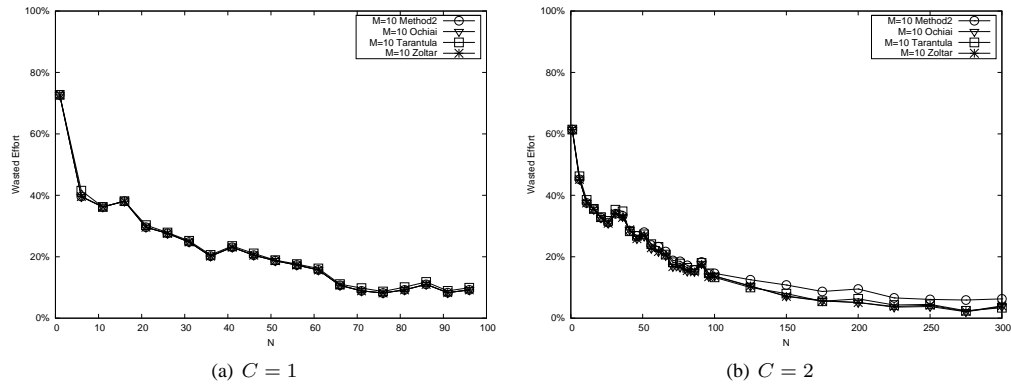 Wasted Effort
100%
80%
60%
40%
20%
0%
0 10 20 30 40 50 60 70 80 90 100
N
M=10 Method2
M=10 Ochiai
M=10 Tarantula
M=10 Zoltar
(a) C = 1
Wasted Effort
100%
80%
60%
40%
20%
0%
0 50 100 150 200 250 300
N
M=10 Method2
M=10 Ochiai
M=10 Tarantula
M=10 Zoltar
(b) C = 2